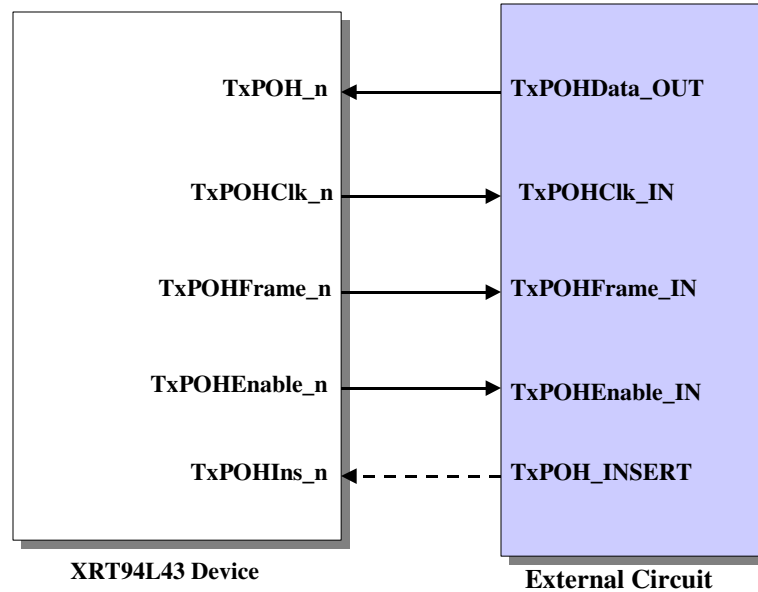 TxPOH_n
TxPOHData_OUT
TxPOHClk_n
TxPOHClk_IN
TxPOHFrame_n
TxPOHFrame_IN
TxPOHEnable_n
TxPOHEnable_IN
TxPOHIns_n
TxPOH_INSERT
XRT94L43 Device
External Circuit